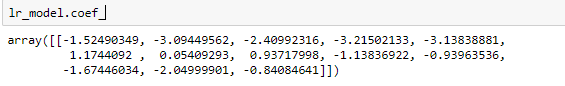 lr_model.coef_
array([[-1.52490349, -3.09449562, -2.40992316, -3.21502133, -3.13838881,
1.1744092 , 0.05409293, 0.93717998, -1.13836922, -0.93963536,
-1.67446034, -2.04999901, -0.84084641]])